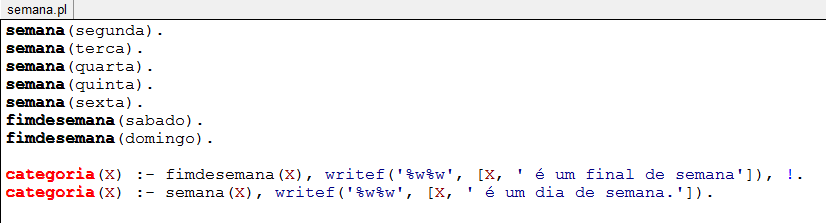 semana.pl
semana(segunda).
semana(terca).
semana(quarta).
semana(quinta).
semana(sexta).
fimdesemana(sabado).
fimdesemana(domingo).
categoria(X) :- fimdesemana(X), writef('%w%w', [X, ' é um final de semana']), !.
categoria(X) :- semana(X), writef('%w%w', [X, ' é um dia de semana.']).